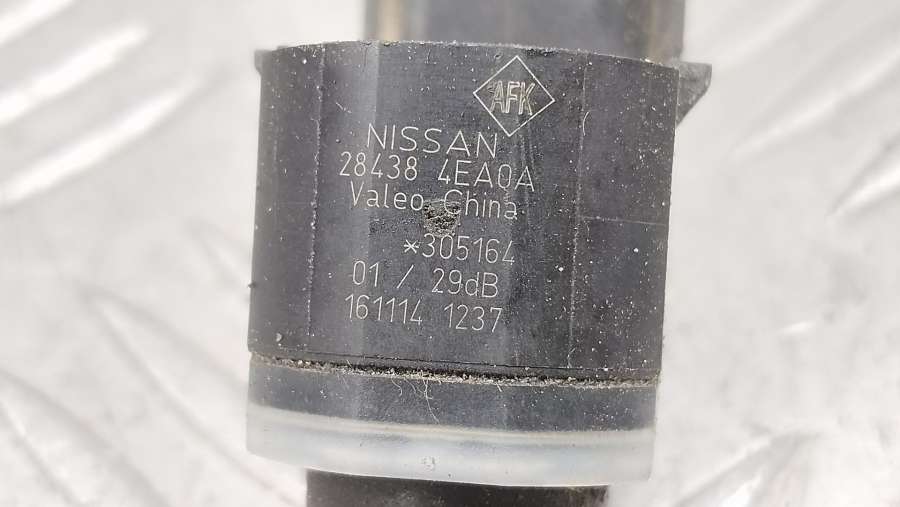 AFK
NISSAN
28438 4EA0A
Valeo China
*305164
01 / 29dB
161114 1237